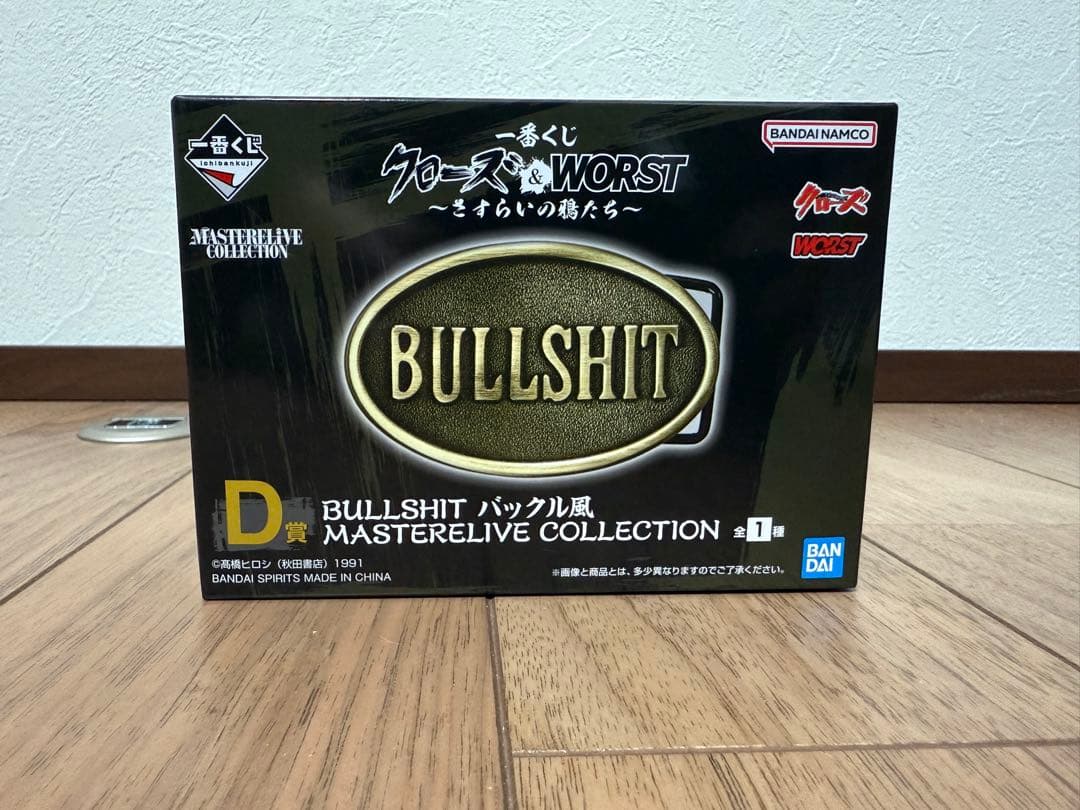 一番くじ
ichibankuji
MASTERELIVE
COLLECTION
一番くじ
クローズ&WORST
～さすらいの鴉たち～
BANDAI NAMCO
クローズ
WORST
BULLSHIT
D賞
BULLSHIT バックル風
MASTERELIVE COLLECTION 全1種
©髙橋ヒロシ（秋田書店）1991
BANDAI SPIRITS MADE IN CHINA
※画像と商品とは、多少異なりますのでご了承ください。
BAN
DAI